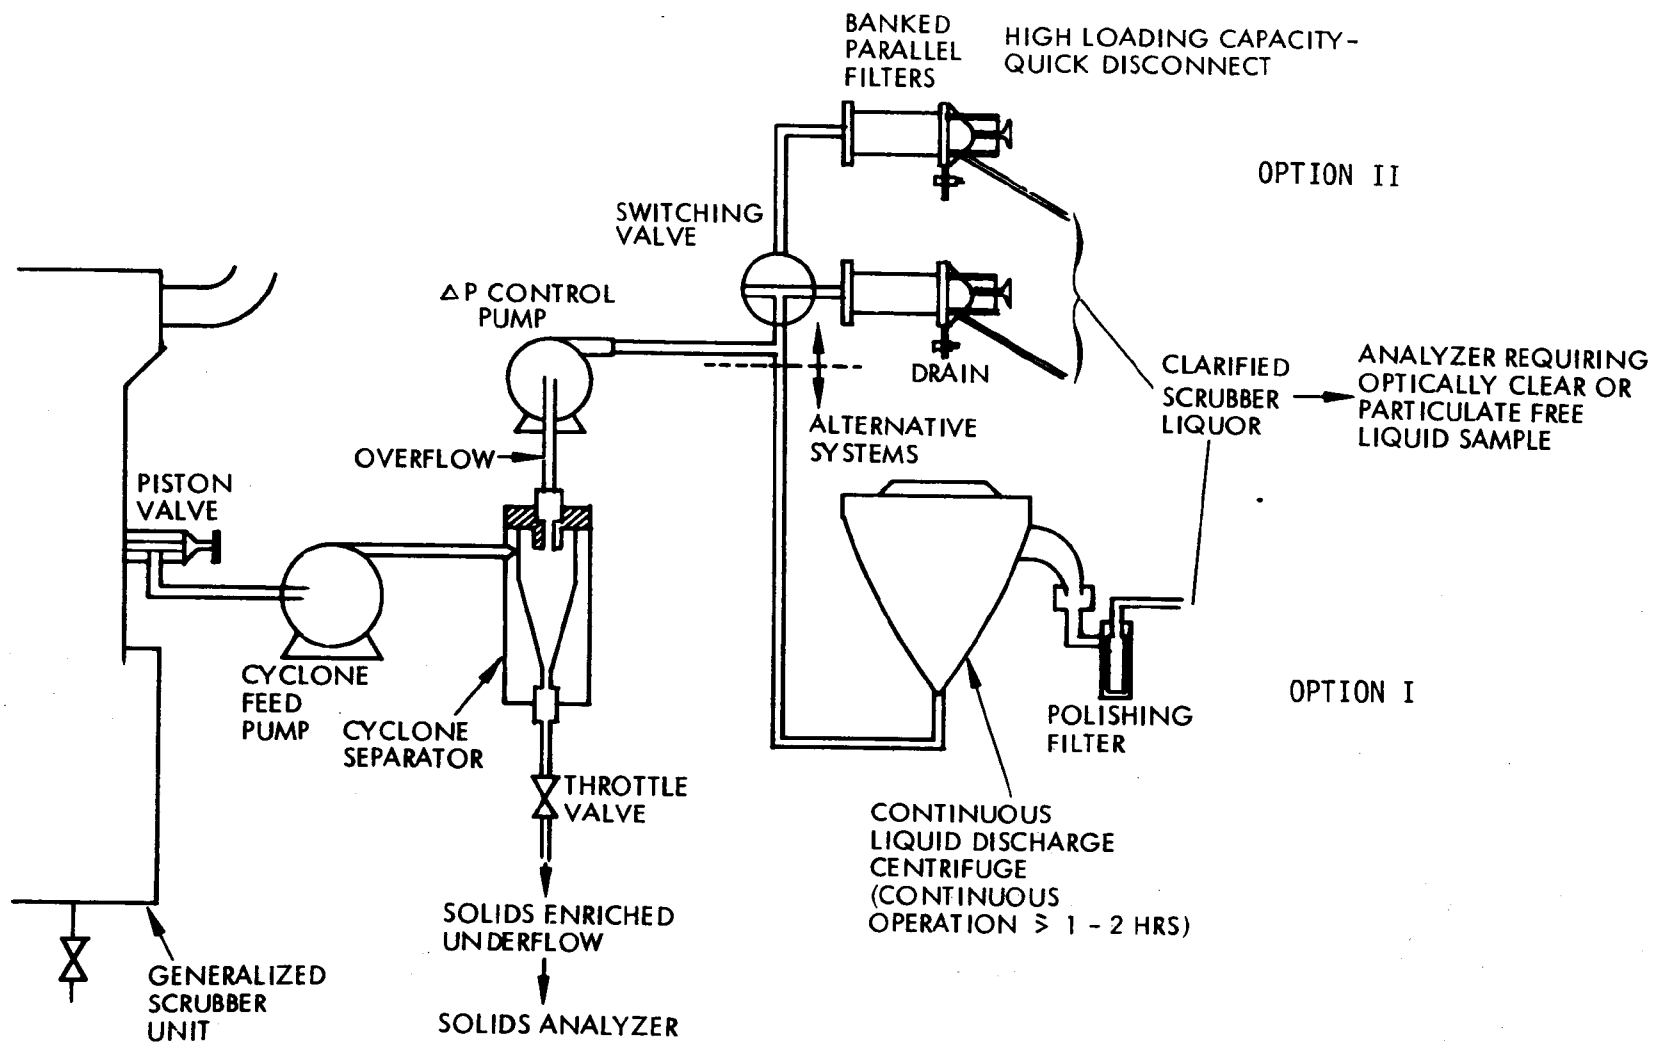 BANKED
PARALLEL
FILTERS
HIGH LOADING CAPACITY-
QUICK DISCONNECT
OPTION II
SWITCHING
VALVE
ΔP CONTROL
PUMP
DRAIN
CLARIFIED
SCRUBBER
LIQUOR
ANALYZER REQUIRING
OPTICALLY CLEAR OR
PARTICULATE FREE
LIQUID SAMPLE
ALTERNATIVE
SYSTEMS
OVERFLOW
PISTON
VALVE
CYCLONE
FEED
PUMP
CYCLONE
SEPARATOR
OPTION I
POLISHING
FILTER
THROTTLE
VALVE
CONTINUOUS
LIQUID DISCHARGE
CENTRIFUGE
(CONTINUOUS
OPERATION ≥ 1 - 2 HRS)
SOLIDS ENRICHED
UNDERFLOW
GENERALIZED
SCRUBBER
UNIT
SOLIDS ANALYZER